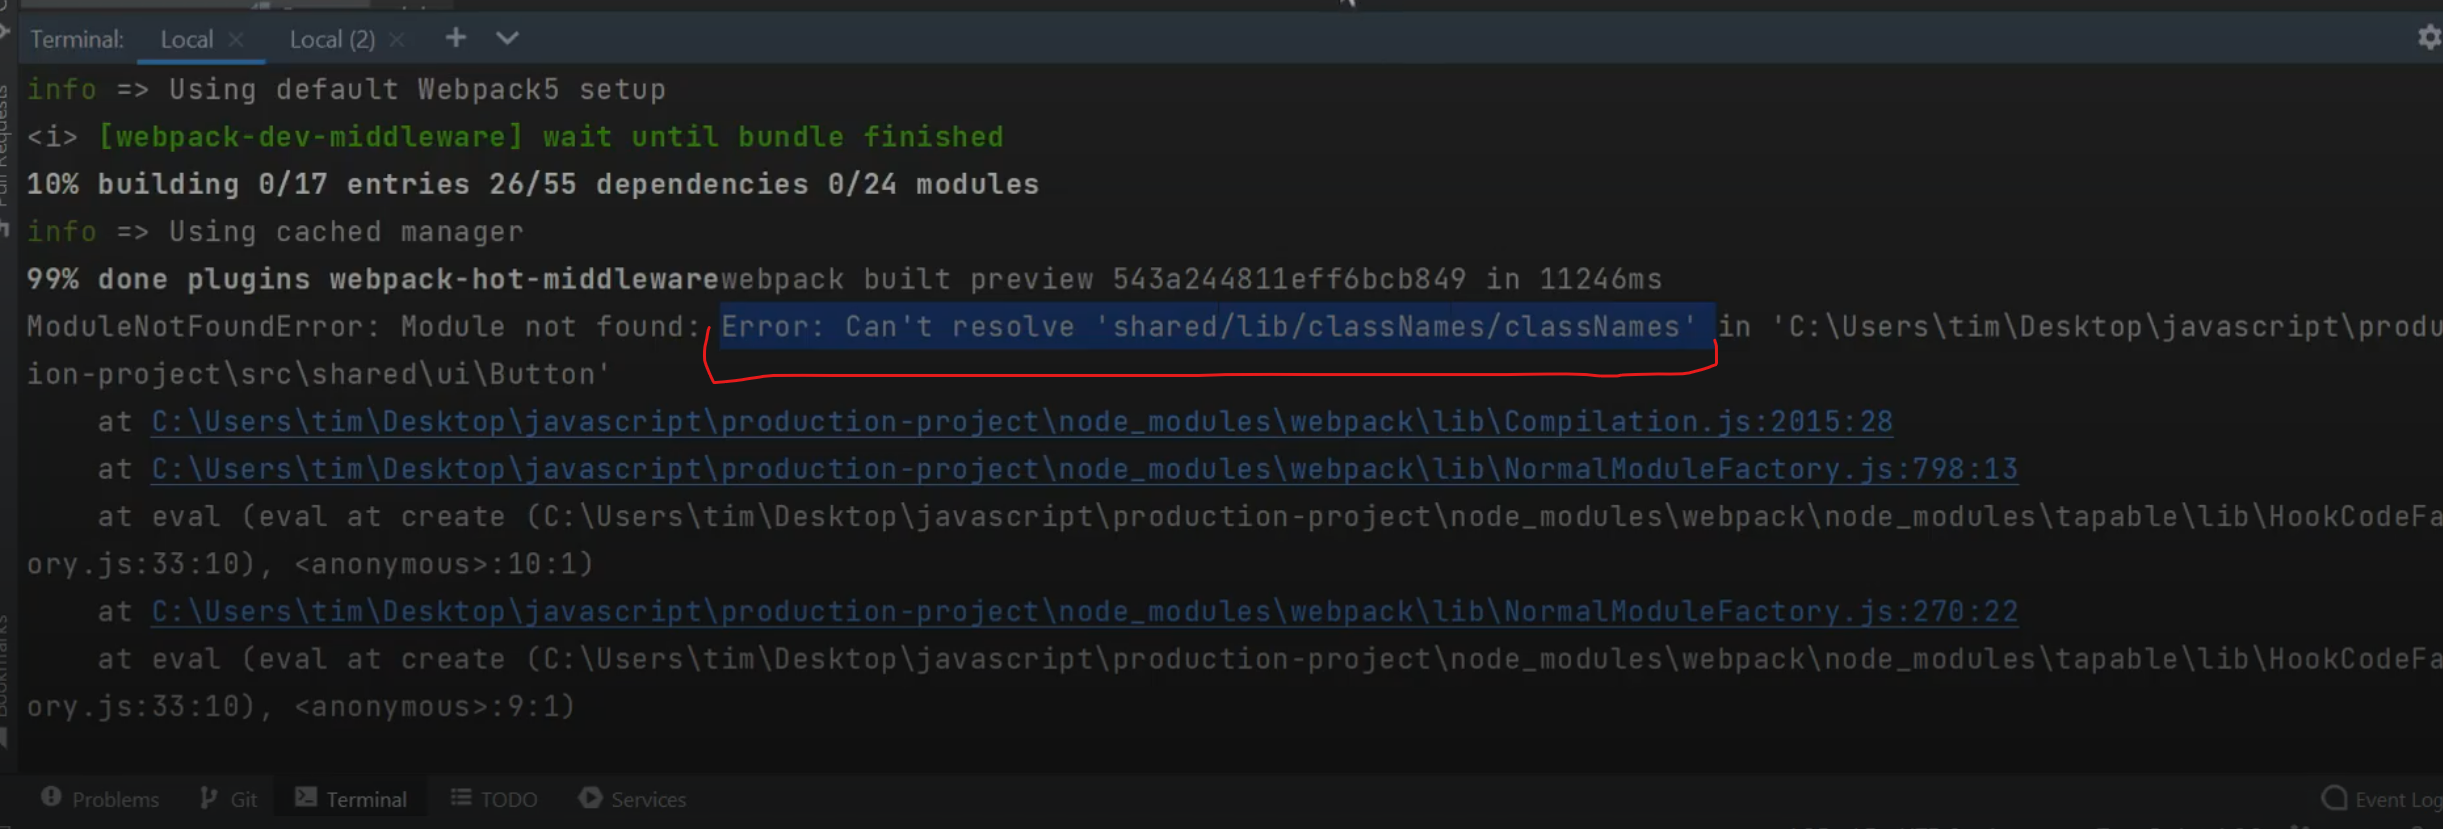 Terminal: Local Local (2)
info => Using default Webpack5 setup
<i> [webpack-dev-middleware] wait until bundle finished
10% building 0/17 entries 26/55 dependencies 0/24 modules
info => Using cached manager
99% done plugins webpack-hot-middlewarewebpack built preview 543a244811eff6bcb849 in 11246ms
ModuleNotFoundError: Module not found: Error: Can't resolve 'shared/lib/classNames/classNames' in 'C:\Users\tim\Desktop\javascript\produ
ion-project\src\shared\ui\Button'
at C:\Users\tim\Desktop\javascript\production-project\node_modules\webpack\lib\Compilation.js:2015:28
at C:\Users\tim\Desktop\javascript\production-project\node_modules\webpack\lib\NormalModuleFactory.js:798:13
at eval (eval at create (C:\Users\tim\Desktop\javascript\production-project\node_modules\webpack\node_modules\tapable\lib\HookCodeFa
ory.js:33:10), <anonymous>:10:1)
at C:\Users\tim\Desktop\javascript\production-project\node_modules\webpack\lib\NormalModuleFactory.js:270:22
at eval (eval at create (C:\Users\tim\Desktop\javascript\production-project\node_modules\webpack\node_modules\tapable\lib\HookCodeFa
ory.js:33:10), <anonymous>:9:1)
Problems Git Terminal TODO Services Event Log
Pull Requests
Bookmarks